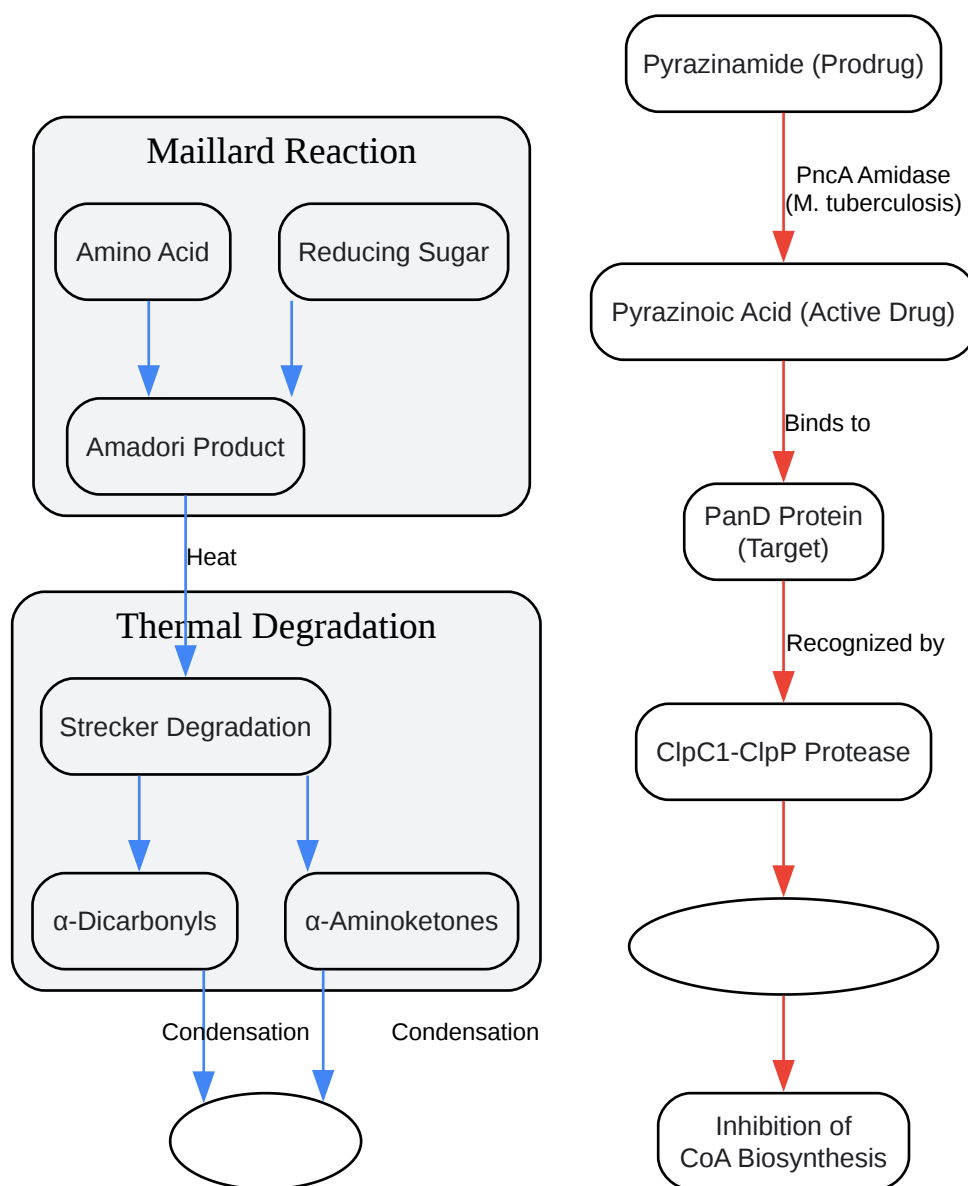 Maillard Reaction
Amino Acid
Reducing Sugar
Amadori Product
Heat
Thermal Degradation
Strecker Degradation
α-Dicarbonyls
α-Aminoketones
Condensation
Condensation
Pyrazinamide (Prodrug)
PncA Amidase
(M. tuberculosis)
Pyrazinoic Acid (Active Drug)
Binds to
PanD Protein
(Target)
Recognized by
ClpC1-ClpP Protease
Inhibition of
CoA Biosynthesis